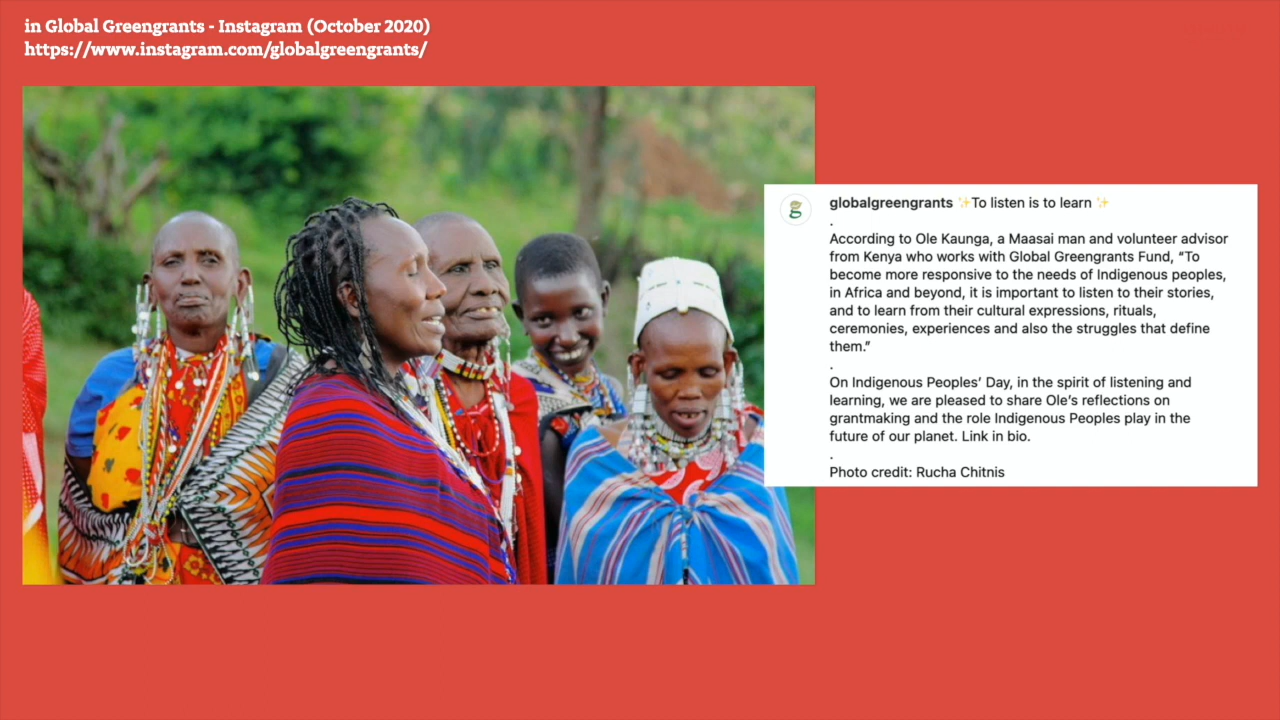 in Global Greengrants - Instagram (October 2020)
https://www.instagram.com/globalgreengrants/
globalgreengrants ✨To listen is to learn ✨
.
According to Ole Kaunga, a Maasai man and volunteer advisor
from Kenya who works with Global Greengrants Fund, “To
become more responsive to the needs of Indigenous peoples,
in Africa and beyond, it is important to listen to their stories,
and to learn from their cultural expressions, rituals,
ceremonies, experiences and also the struggles that define
them.”
.
On Indigenous Peoples’ Day, in the spirit of listening and
learning, we are pleased to share Ole’s reflections on
grantmaking and the role Indigenous Peoples play in the
future of our planet. Link in bio.
.
Photo credit: Rucha Chitnis